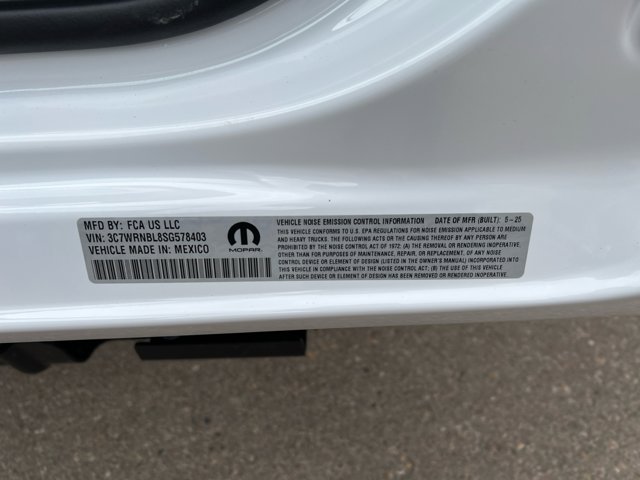 MFD BY: FCA US LLC
VIN: 3C7WRNBL8SG578403
VEHICLE MADE IN: MEXICO
MOPAR
VEHICLE NOISE EMISSION CONTROL INFORMATION DATE OF MFR (BUILT): 5-25
THIS VEHICLE CONFORMS TO U.S. EPA REGULATIONS FOR NOISE EMISSION APPLICABLE TO MEDIUM
AND HEAVY TRUCKS. THE FOLLOWING ACTS OR CAUSING THEREOF BY ANY PERSON ARE
PROHIBITED BY THE NOISE CONTROL ACT OF 1972. (A) THE REMOVAL OR RENDERING INOPERATIVE,
OTHER THAN FOR PURPOSES OF MAINTENANCE, REPAIR, OR REPLACEMENT, OF ANY NOISE
CONTROL DEVICE OR ELEMENT OF DESIGN (LISTED IN THE OWNER'S MANUAL) INCORPORATED INTO
THIS VEHICLE IN COMPLIANCE WITH THE NOISE CONTROL ACT; (B) THE USE OF THIS VEHICLE
AFTER SUCH DEVICE OR ELEMENT OF DESIGN HAS BEEN REMOVED OR RENDERED INOPERATIVE.